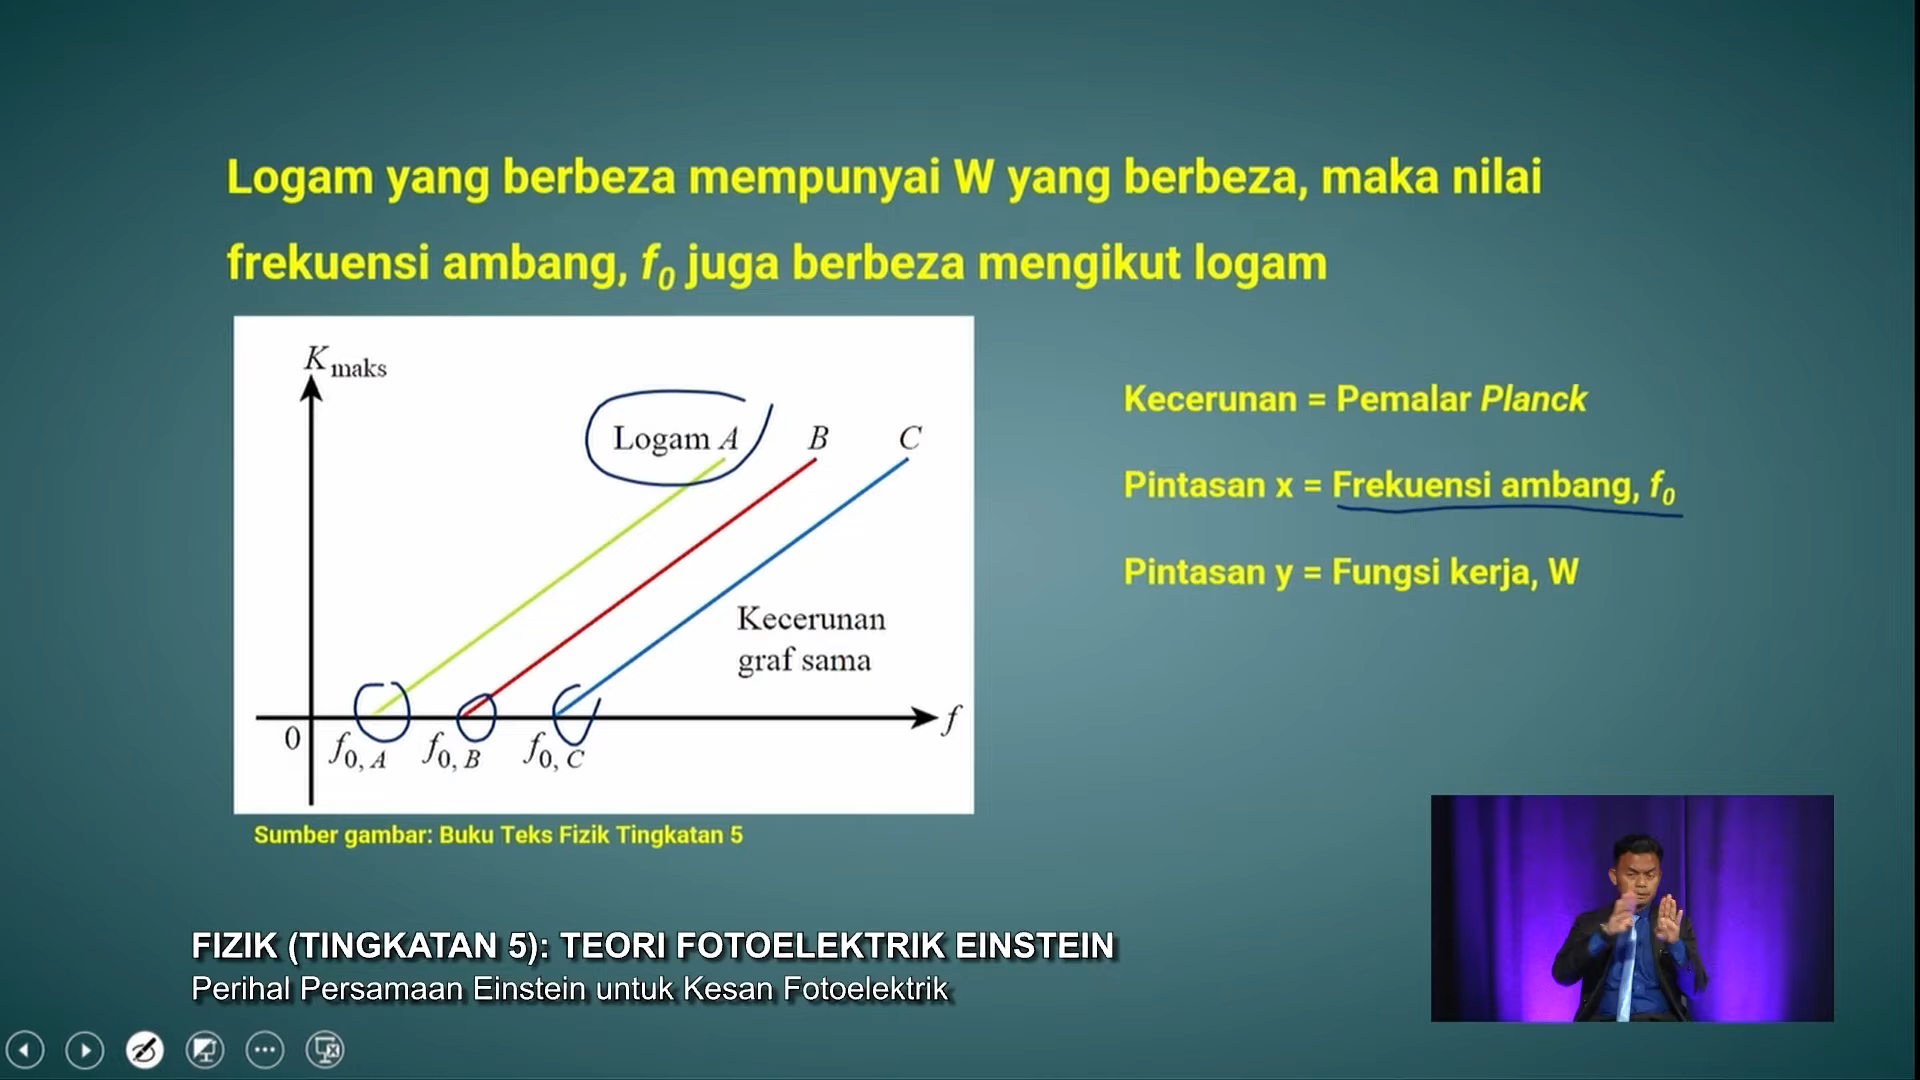 Logam yang berbeza mempunyai W yang berbeza, maka nilai
frekuensi ambang, f0 juga berbeza mengikut logam
K maks
Logam A
B
C
Kecerunan
graf sama
0
f
f0, A
f0, B
f0, C
Sumber gambar: Buku Teks Fizik Tingkatan 5
Kecerunan = Pemalar Planck
Pintasan x = Frekuensi ambang, f0
Pintasan y = Fungsi kerja, W
FIZIK (TINGKATAN 5): TEORI FOTOELEKTRIK EINSTEIN
Perihal Persamaan Einstein untuk Kesan Fotoelektrik